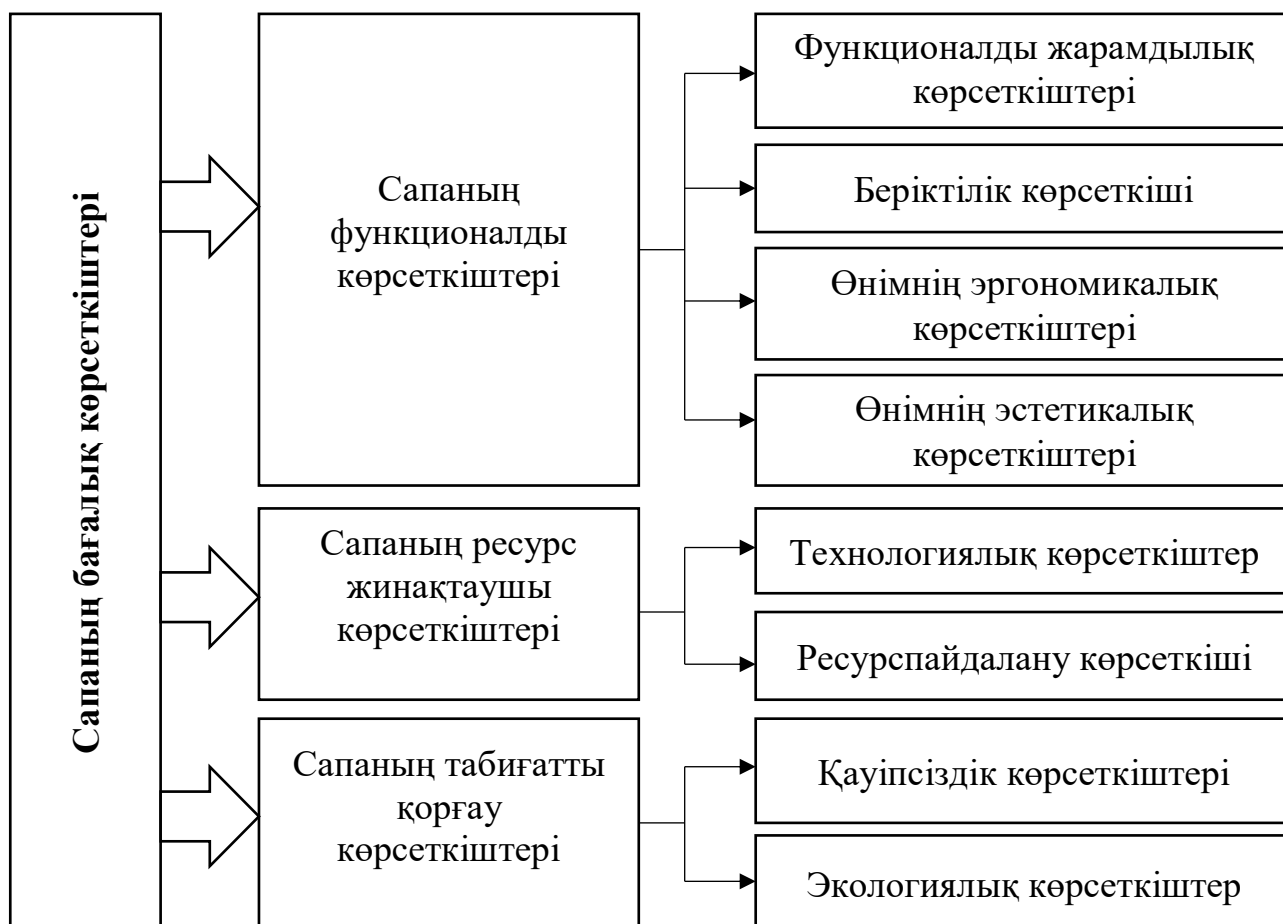 Сапаның бағалық көрсеткіштері
Сапаның
функционалды
көрсеткіштері
Функционалды жарамдылық
көрсеткіштері
Беріктілік көрсеткіші
Өнімнің эргономикалық
көрсеткіштері
Өнімнің эстетикалық
көрсеткіштері
Сапаның ресурс
жинақтаушы
көрсеткіштері
Технологиялық көрсеткіштер
Ресурспайдалану көрсеткіші
Сапаның табиғатты
қорғау
көрсеткіштері
Қауіпсіздік көрсеткіштері
Экологиялық көрсеткіштер